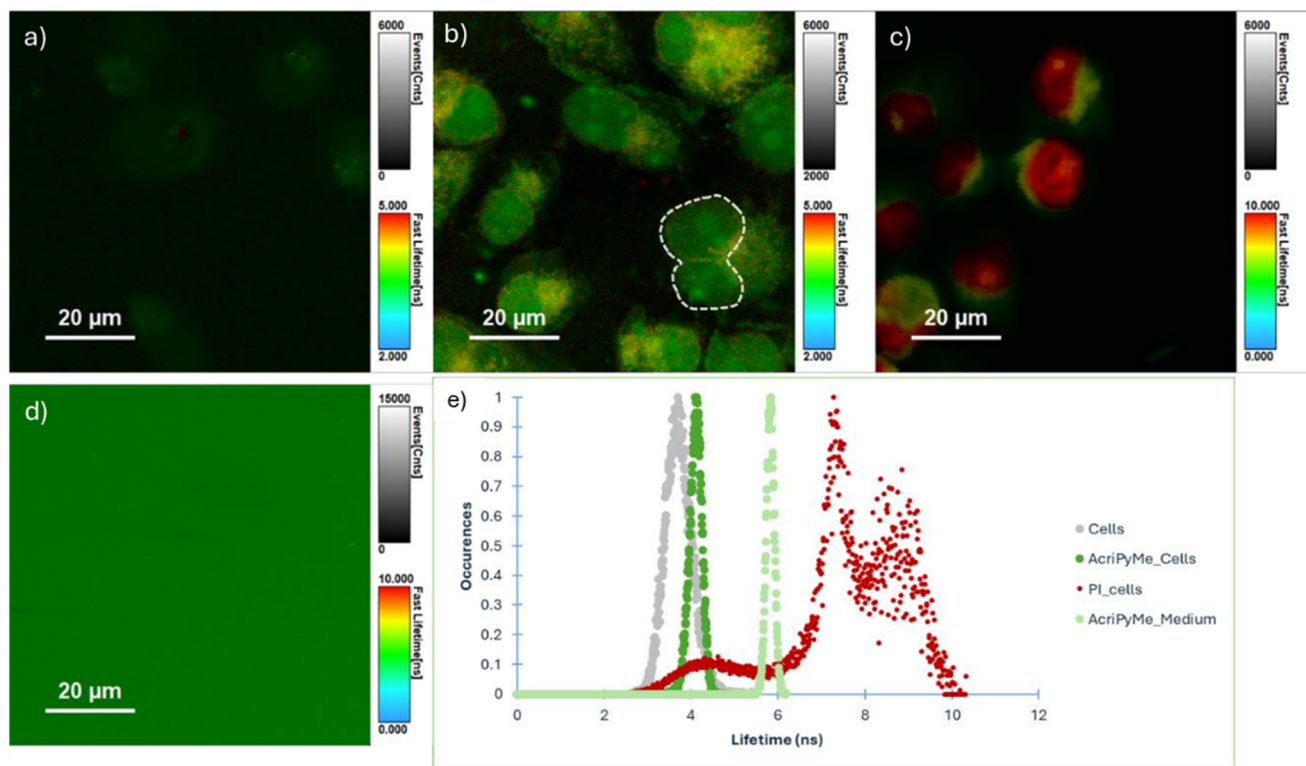 a)
6000
Events[Cnts]
0
5.000
Fast Lifetime[ns]
2.000
20 µm
b)
6000
Events[Cnts]
2000
5.000
Fast Lifetime[ns]
2.000
20 µm
c)
6000
Events[Cnts]
0
10.000
Fast Lifetime[ns]
0.000
20 µm
d)
15000
Events[Cnts]
0
10.000
Fast Lifetime[ns]
0.000
20 µm
e)
1
0.9
0.8
0.7
0.6
0.5
0.4
0.3
0.2
0.1
0
Occurences
0 2 4 6 8 10 12
Lifetime (ns)
Cells
AcriPyMe_Cells
PI_cells
AcriPyMe_Medium